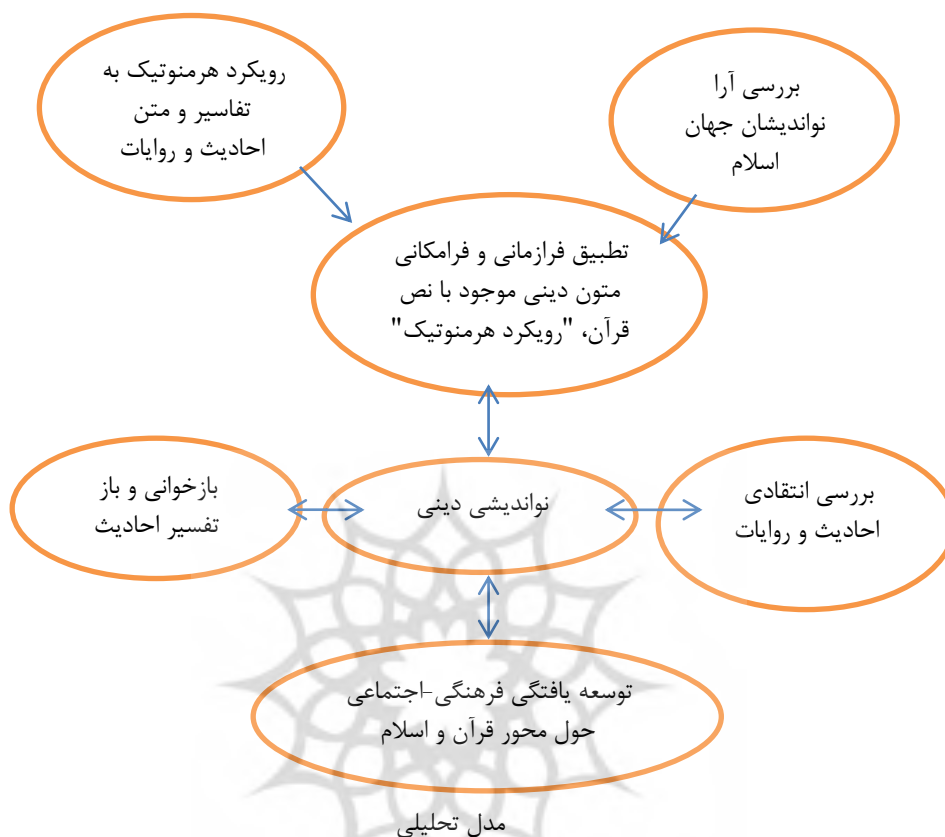 بررسی آرا
نواندیشان جهان
اسلام
رویکرد هرمنوتیک به
تفاسیر و متن
احادیث و روایات
تطبیق فرازمانی و فرامکانی
متون دینی موجود با نص
قرآن، "رویکرد هرمنوتیک"
بررسی انتقادی
احادیث و روایات
نواندیشی دینی
بازخوانی و باز
تفسیر احادیث
توسعه یافتگی فرهنگی-اجتماعی
حول محور قرآن و اسلام
مدل تحلیلی